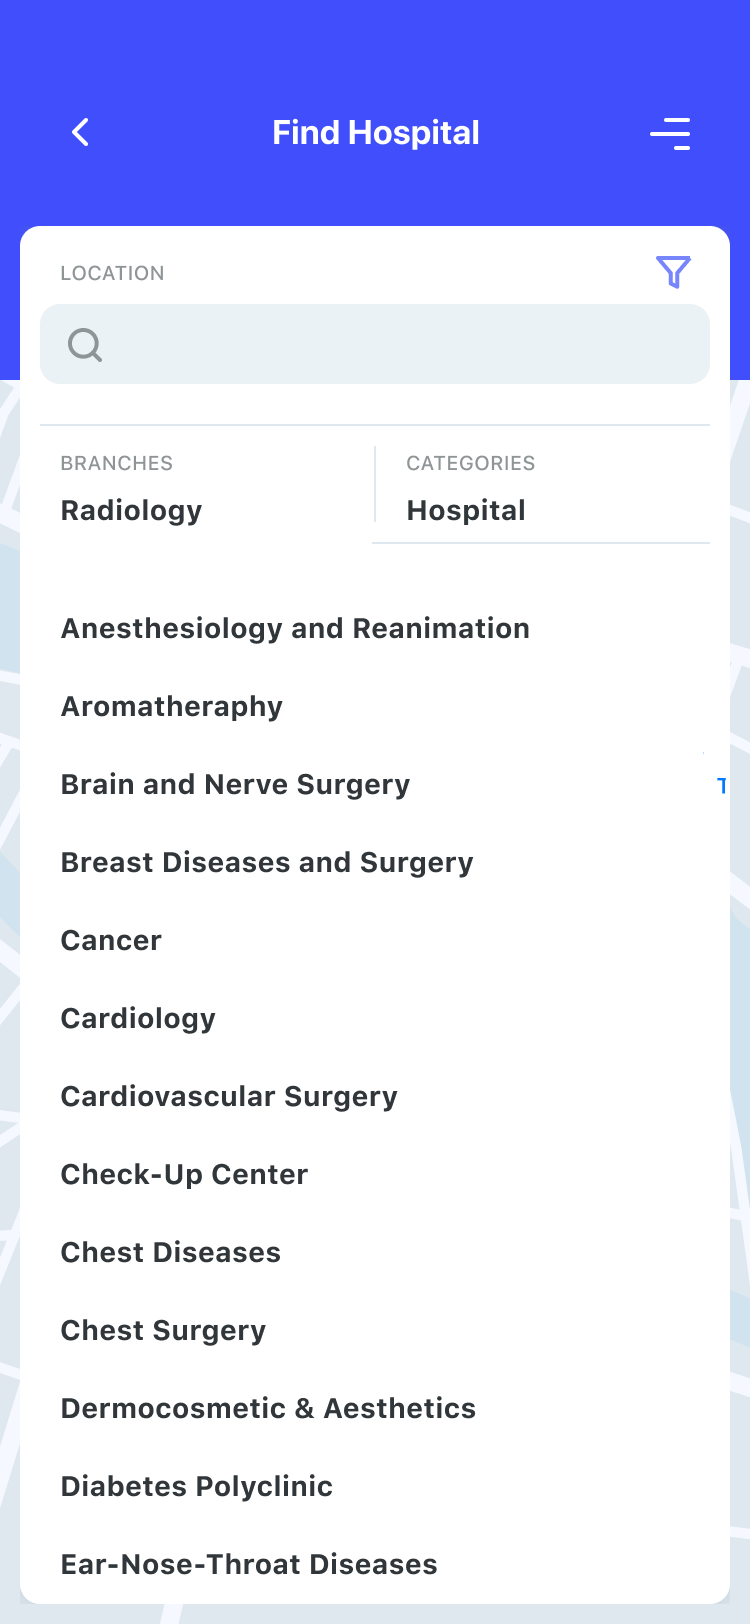 Find Hospital
LOCATION
BRANCHES
CATEGORIES
Radiology
Hospital
Anesthesiology and Reanimation
Aromatheraphy
Brain and Nerve Surgery
T
Breast Diseases and Surgery
Cancer
Cardiology
Cardiovascular Surgery
Check-Up Center
Chest Diseases
Chest Surgery
Dermocosmetic & Aesthetics
Diabetes Polyclinic
Ear-Nose-Throat Diseases